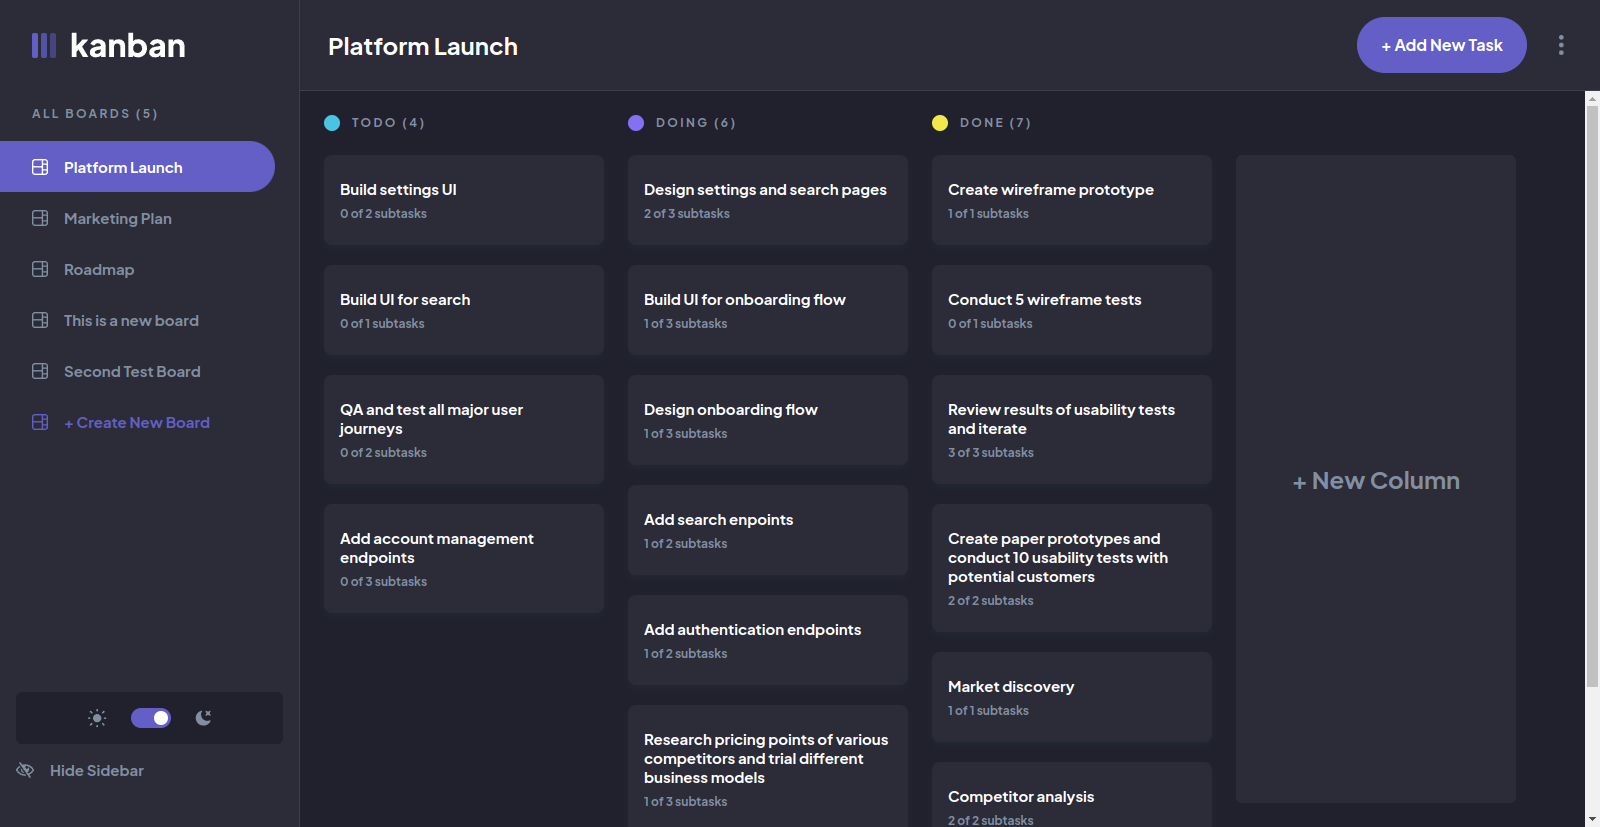 kanban
ALL BOARDS (5)
Platform Launch
Marketing Plan
Roadmap
This is a new board
Second Test Board
+ Create New Board
Hide Sidebar
Platform Launch
+ Add New Task
TODO (4)
Build settings UI
0 of 2 subtasks
Build UI for search
0 of 1 subtasks
QA and test all major user
journeys
0 of 2 subtasks
Add account management
endpoints
0 of 3 subtasks
DOING (6)
Design settings and search pages
2 of 3 subtasks
Build UI for onboarding flow
1 of 3 subtasks
Design onboarding flow
1 of 3 subtasks
Add search enpoints
1 of 2 subtasks
Add authentication endpoints
1 of 2 subtasks
Research pricing points of various
competitors and trial different
business models
1 of 3 subtasks
DONE (7)
Create wireframe prototype
1 of 1 subtasks
Conduct 5 wireframe tests
0 of 1 subtasks
Review results of usability tests
and iterate
3 of 3 subtasks
Create paper prototypes and
conduct 10 usability tests with
potential customers
2 of 2 subtasks
Market discovery
1 of 1 subtasks
Competitor analysis
2 of 2 subtasks
+ New Column